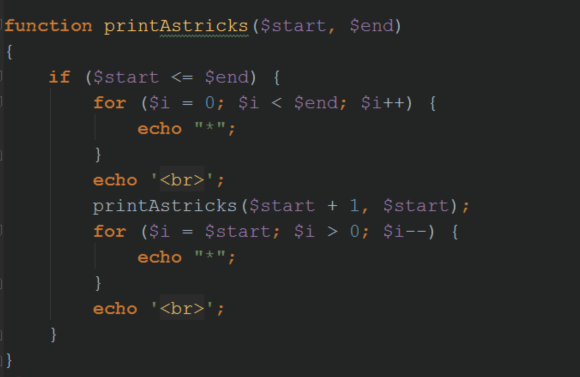 function printAstricks($start, $end)
{
    if ($start <= $end) {
        for ($i = 0; $i < $end; $i++) {
            echo "*";
        }
        echo '<br>';
        printAstricks($start + 1, $start);
        for ($i = $start; $i > 0; $i--) {
            echo "*";
        }
        echo '<br>';
    }
}